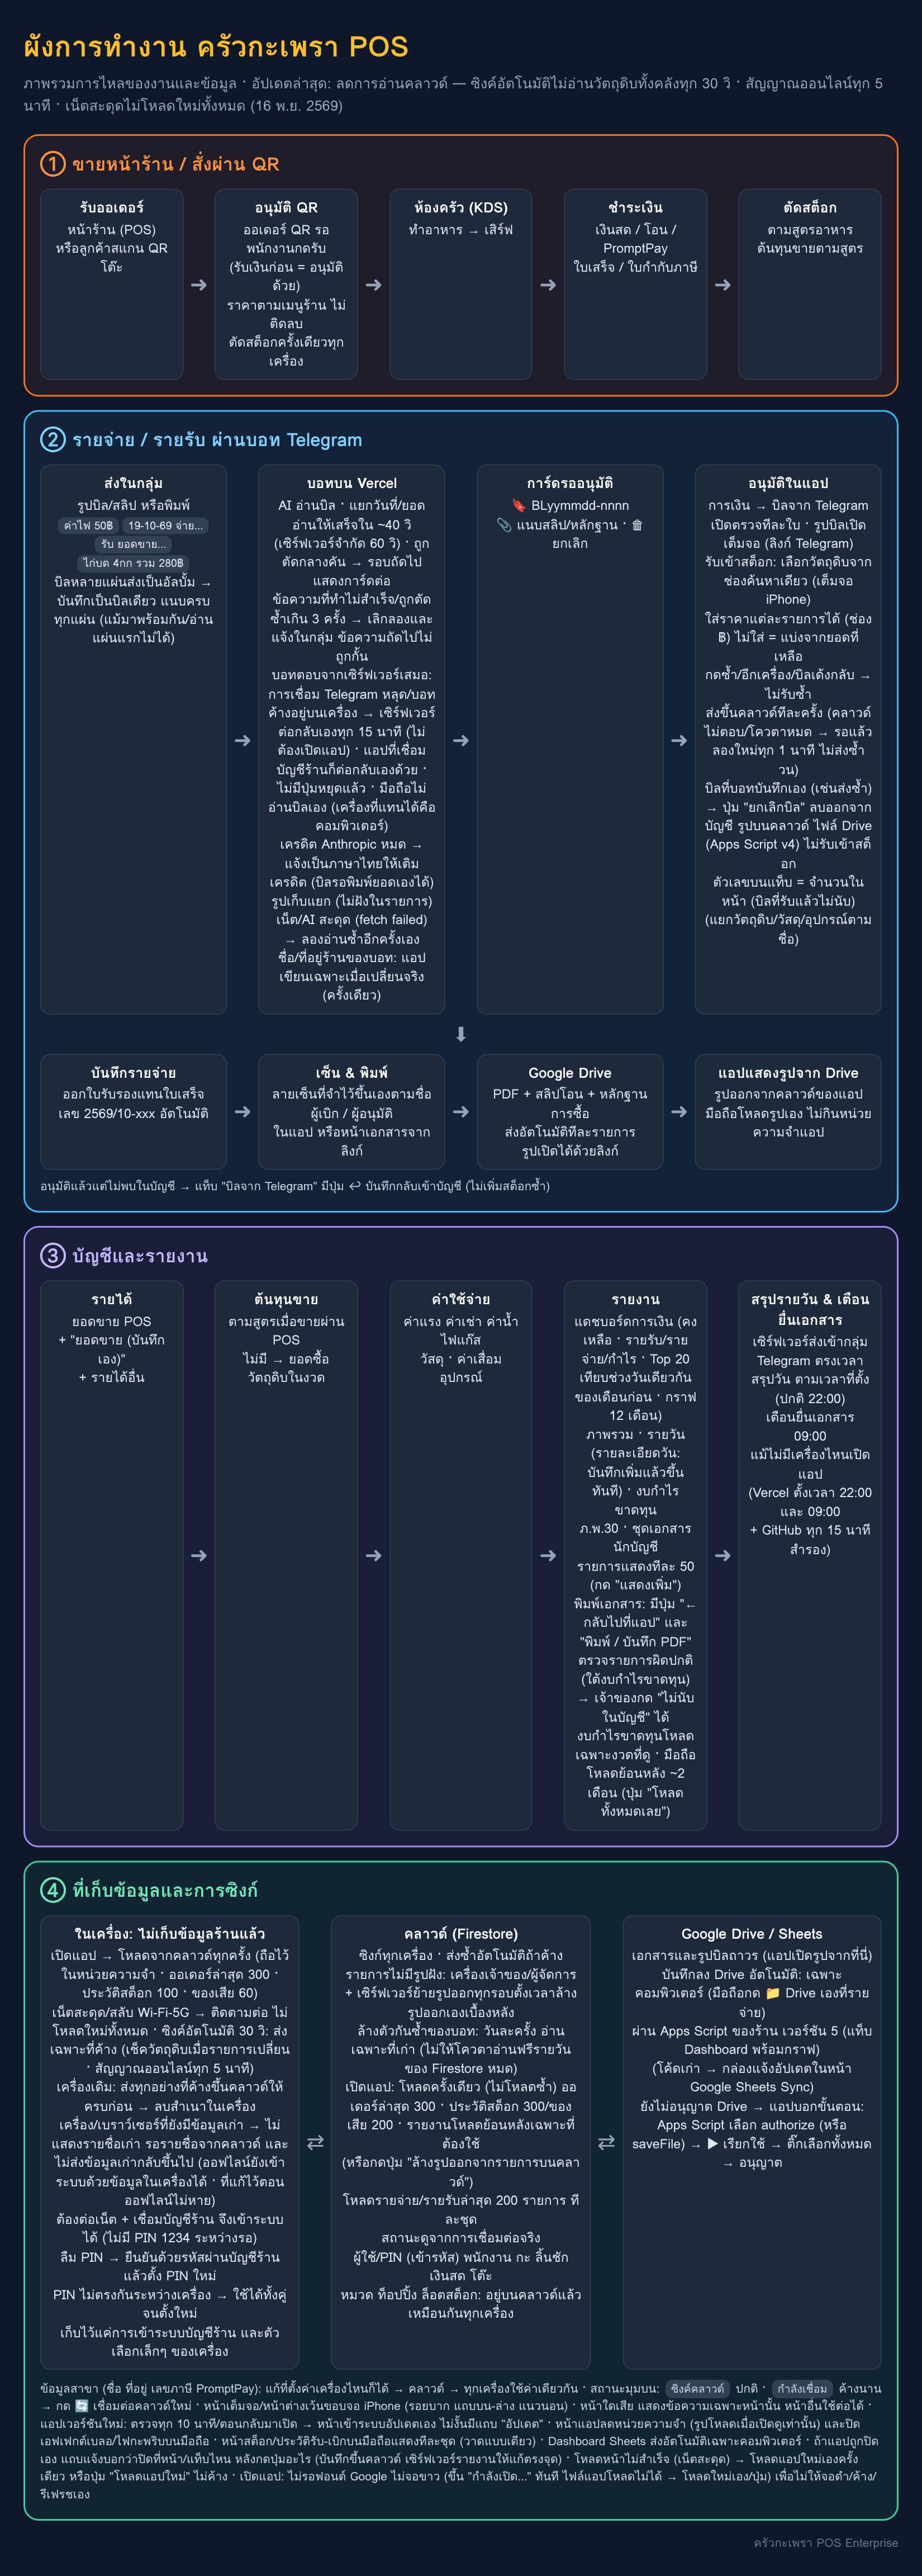 ผังการทำงาน ครัวกะเพรา POS
ภาพรวมการไหลของงานและข้อมูล · อัปเดตล่าสุด: ลดการอ่านคลาวด์ — ซิงค์อัตโนมัติไม่อ่านวัตถุดิบทั้งคลังทุก 30 วิ · สัญญาณออนไลน์ทุก 5
นาที · เน็ตสะดุดไม่โหลดใหม่ทั้งหมด (16 พ.ย. 2569)
① ขายหน้าร้าน / สั่งผ่าน QR
รับออเดอร์
หน้าร้าน (POS)
หรือลูกค้าสแกน QR
โต๊ะ
➜
อนุมัติ QR
ออเดอร์ QR รอ
พนักงานกดรับ
(รับเงินก่อน = อนุมัติ
ด้วย)
ราคาตามเมนูร้าน ไม่
ติดลบ
ตัดสต็อกครั้งเดียวทุก
เครื่อง
➜
ห้องครัว (KDS)
ทำอาหาร → เสิร์ฟ
➜
ชำระเงิน
เงินสด / โอน /
PromptPay
ใบเสร็จ / ใบกำกับภาษี
➜
ตัดสต็อก
ตามสูตรอาหาร
ต้นทุนขายตามสูตร
② รายจ่าย / รายรับ ผ่านบอท Telegram
ส่งในกลุ่ม
รูปบิล/สลิป หรือพิมพ์
ค่าไฟ 50฿ 19-10-69 จ่าย...
รับ ยอดขาย...
ไก่บด 4กก รวม 280฿
บิลหลายแผ่นส่งเป็นอัลบั้ม →
บันทึกเป็นบิลเดียว แนบครบ
ทุกแผ่น (แม้มาพร้อมกัน/อ่าน
แผ่นแรกไม่ได้)
➜
บอทบน Vercel
AI อ่านบิล · แยกวันที่/ยอด
อ่านให้เสร็จใน ~40 วิ
(เซิร์ฟเวอร์จำกัด 60 วิ) · ถูก
ตัดกลางคัน → รอบถัดไป
แสดงการ์ดต่อ
ข้อความที่ทำไม่สำเร็จ/ถูกตัด
ซ้ำเกิน 3 ครั้ง → เลิกลองและ
แจ้งในกลุ่ม ข้อความถัดไปไม่
ถูกกั้น
บอทตอบจากเซิร์ฟเวอร์เสมอ:
การเชื่อม Telegram หลุด/บอท
ค้างอยู่บนเครื่อง → เซิร์ฟเวอร์
ต่อกลับเองทุก 15 นาที (ไม่
ต้องเปิดแอป) · แอปที่เชื่อม
บัญชีร้านก็ต่อกลับเองด้วย ·
ไม่มีปุ่มหยุดแล้ว · มือถือไม่
อ่านบิลเอง (เครื่องที่แทนได้คือ
คอมพิวเตอร์)
เครดิต Anthropic หมด →
แจ้งเป็นภาษาไทยให้เติม
เครดิต (บิลรอพิมพ์ยอดเองได้)
รูปเก็บแยก (ไม่ฝังในรายการ)
เน็ต/AI สะดุด (fetch failed)
→ ลองอ่านซ้ำอีกครั้งเอง
ชื่อ/ที่อยู่ร้านของบอท: แอป
เขียนเฉพาะเมื่อเปลี่ยนจริง
(ครั้งเดียว)
➜
การ์ดรออนุมัติ
🔖 BLyymmdd-nnnn
📎 แนบสลิป/หลักฐาน · 🗑
ยกเลิก
➜
อนุมัติในแอป
การเงิน → บิลจาก Telegram
เปิดตรวจทีละใบ · รูปบิลเปิด
เต็มจอ (ลิงก์ Telegram)
รับเข้าสต็อก: เลือกวัตถุดิบจาก
ช่องค้นหาเดียว (เต็มจอ
iPhone)
ใส่ราคาแต่ละรายการได้ (ช่อง
฿) ไม่ใส่ = แบ่งจากยอดที่
เหลือ
กดซ้ำ/อีกเครื่อง/บิลเด้งกลับ →
ไม่รับซ้ำ
ส่งขึ้นคลาวด์ทีละครั้ง (คลาวด์
ไม่ตอบ/โควตาหมด → รอแล้ว
ลองใหม่ทุก 1 นาที ไม่ส่งซ้ำ
วน)
บิลที่บอทบันทึกเอง (เช่นส่งซ้ำ)
→ ปุ่ม "ยกเลิกบิล" ลบออกจาก
บัญชี รูปบนคลาวด์ ไฟล์ Drive
(Apps Script v4) ไม่รับเข้าสต็
อก
ตัวเลขบนแท็บ = จำนวนใน
หน้า (บิลที่รับแล้วไม่นับ)
(แยกวัตถุดิบ/วัสดุ/อุปกรณ์ตาม
ชื่อ)
⬇
บันทึกรายจ่าย
ออกใบรับรองแทนใบเสร็จ
เลข 2569/10-xxx อัตโนมัติ
➜
เซ็น & พิมพ์
ลายเซ็นที่จำไว้ขึ้นเองตามชื่อ
ผู้เบิก / ผู้อนุมัติ
ในแอป หรือหน้าเอกสารจาก
ลิงก์
➜
Google Drive
PDF + สลิปโอน + หลักฐาน
การซื้อ
ส่งอัตโนมัติทีละรายการ
รูปเปิดได้ด้วยลิงก์
➜
แอปแสดงรูปจาก Drive
รูปออกจากคลาวด์ของแอป
มือถือโหลดรูปเอง ไม่กินหน่วย
ความจำแอป
อนุมัติแล้วแต่ไม่พบในบัญชี → แท็บ "บิลจาก Telegram" มีปุ่ม ↩ บันทึกกลับเข้าบัญชี (ไม่เพิ่มสต็อกซ้ำ)
③ บัญชีและรายงาน
รายได้
ยอดขาย POS
+ "ยอดขาย (บันทึก
เอง)"
+ รายได้อื่น
➜
ต้นทุนขาย
ตามสูตรเมื่อขายผ่าน
POS
ไม่มี → ยอดซื้อ
วัตถุดิบในงวด
➜
ค่าใช้จ่าย
ค่าแรง ค่าเช่า ค่าน้ำ
ไฟแก๊ส
วัสดุ · ค่าเสื่อม
อุปกรณ์
➜
รายงาน
แดชบอร์ดการเงิน (คง
เหลือ · รายรับ/ราย
จ่าย/กำไร · Top 20
เทียบช่วงวันเดียวกัน
ของเดือนก่อน · กราฟ
12 เดือน)
ภาพรวม · รายวัน
(รายละเอียดวัน:
บันทึกเพิ่มแล้วขึ้น
ทันที) · งบกำไร
ขาดทุน
ภ.พ.30 · ชุดเอกสาร
นักบัญชี
รายการแสดงทีละ 50
(กด "แสดงเพิ่ม")
พิมพ์เอกสาร: มีปุ่ม "←
กลับไปที่แอป" และ
"พิมพ์ / บันทึก PDF"
ตรวจรายการผิดปกติ
(ใต้งบกำไรขาดทุน)
→ เจ้าของกด "ไม่นับ
ในบัญชี" ได้
งบกำไรขาดทุนโหลด
เฉพาะงวดที่ดู · มือถือ
โหลดย้อนหลัง ~2
เดือน (ปุ่ม "โหลด
ทั้งหมดเลย")
➜
สรุปรายวัน & เตือน
ยื่นเอกสาร
เซิร์ฟเวอร์ส่งเข้ากลุ่ม
Telegram ตรงเวลา
สรุปวัน ตามเวลาที่ตั้ง
(ปกติ 22:00)
เตือนยื่นเอกสาร
09:00
แม้ไม่มีเครื่องไหนเปิด
แอป
(Vercel ตั้งเวลา 22:00
และ 09:00
+ GitHub ทุก 15 นาที
สำรอง)
④ ที่เก็บข้อมูลและการซิงก์
ในเครื่อง: ไม่เก็บข้อมูลร้านแล้ว
เปิดแอป → โหลดจากคลาวด์ทุกครั้ง (ถือไว้
ในหน่วยความจำ · ออเดอร์ล่าสุด 300 ·
ประวัติสต็อก 100 · ของเสีย 60)
เน็ตสะดุด/สลับ Wi-Fi-5G → ติดตามต่อ ไม่
โหลดใหม่ทั้งหมด · ซิงค์อัตโนมัติ 30 วิ: ส่ง
เฉพาะที่ค้าง (เช็ควัตถุดิบเมื่อรายการเปลี่ยน
· สัญญาณออนไลน์ทุก 5 นาที)
เครื่องเดิม: ส่งทุกอย่างที่ค้างขึ้นคลาวด์ให้
ครบก่อน → ลบสำเนาในเครื่อง
เครื่อง/เบราว์เซอร์ที่ยังมีข้อมูลเก่า → ไม่
แสดงรายชื่อเก่า รอรายชื่อจากคลาวด์ และ
ไม่ส่งข้อมูลเก่ากลับขึ้นไป (ออฟไลน์ยังเข้า
ระบบด้วยข้อมูลในเครื่องได้ · ที่แก้ไว้ตอน
ออฟไลน์ไม่หาย)
ต้องต่อเน็ต + เชื่อมบัญชีร้าน จึงเข้าระบบ
ได้ (ไม่มี PIN 1234 ระหว่างรอ)
ลืม PIN → ยืนยันด้วยรหัสผ่านบัญชีร้าน
แล้วตั้ง PIN ใหม่
PIN ไม่ตรงกันระหว่างเครื่อง → ใช้ได้ทั้งคู่
จนตั้งใหม่
เก็บไว้แค่การเข้าระบบบัญชีร้าน และตัว
เลือกเล็กๆ ของเครื่อง
⇄
คลาวด์ (Firestore)
ซิงก์ทุกเครื่อง · ส่งซ้ำอัตโนมัติถ้าค้าง
รายการไม่มีรูปฝัง: เครื่องเจ้าของ/ผู้จัดการ
+ เซิร์ฟเวอร์ย้ายรูปออกทุกรอบตั้งเวลาล้าง
รูปออกเองเบื้องหลัง
ล้างตัวกันซ้ำของบอท: วันละครั้ง อ่าน
เฉพาะที่เก่า (ไม่ให้โควตาอ่านฟรีรายวัน
ของ Firestore หมด)
เปิดแอป: โหลดครั้งเดียว (ไม่โหลดซ้ำ) ออ
เดอร์ล่าสุด 300 · ประวัติสต็อก 300/ของ
เสีย 200 · รายงานโหลดย้อนหลังเฉพาะที่
ต้องใช้
(หรือกดปุ่ม "ล้างรูปออกจากรายการบนคลา
วด์")
โหลดรายจ่าย/รายรับล่าสุด 200 รายการ ที
ละชุด
สถานะดูจากการเชื่อมต่อจริง
ผู้ใช้/PIN (เข้ารหัส) พนักงาน กะ ลิ้นชัก
เงินสด โต๊ะ
หมวด ท็อปปิ้ง ล็อตสต็อก: อยู่บนคลาวด์แล้ว
เหมือนกันทุกเครื่อง
⇄
Google Drive / Sheets
เอกสารและรูปบิลถาวร (แอปเปิดรูปจากที่นี่)
บันทึกลง Drive อัตโนมัติ: เฉพาะ
คอมพิวเตอร์ (มือถือกด 📁 Drive เองที่ราย
จ่าย)
ผ่าน Apps Script ของร้าน เวอร์ชัน 5 (แท็บ
Dashboard พร้อมกราฟ)
(โค้ดเก่า → กล่องแจ้งอัปเดตในหน้า
Google Sheets Sync)
ยังไม่อนุญาต Drive → แอปบอกขั้นตอน:
Apps Script เลือก authorize (หรือ
saveFile) → ▶ เรียกใช้ → ติ๊กเลือกทั้งหมด
→ อนุญาต
ข้อมูลสาขา (ชื่อ ที่อยู่ เลขภาษี PromptPay): แก้ที่ตั้งค่าเครื่องไหนก็ได้ → คลาวด์ → ทุกเครื่องใช้ค่าเดียวกัน · สถานะมุมบน: ซิงค์คลาวด์ ปกติ · กำลังเชื่อม ค้างนาน
→ กด 🔄 เชื่อมต่อคลาวด์ใหม่ · หน้าเต็มจอ/หน้าต่างเว้นขอบจอ iPhone (รอยบาก แถบบน-ล่าง แนวนอน) · หน้าใดเสีย แสดงข้อความเฉพาะหน้านั้น หน้าอื่นใช้ต่อได้ ·
แอปเวอร์ชันใหม่: ตรวจทุก 10 นาที/ตอนกลับมาเปิด → หน้าเข้าระบบอัปเดตเอง ไม่งั้นมีแถบ "อัปเดต" · หน้าแอปลดหน่วยความจำ (รูปโหลดเมื่อเปิดดูเท่านั้น) และปิด
เอฟเฟกต์เบลอ/ไฟกะพริบบนมือถือ · หน้าสต็อก/ประวัติรับ-เบิกบนมือถือแสดงทีละชุด (วาดแบบเดียว) · Dashboard Sheets ส่งอัตโนมัติเฉพาะคอมพิวเตอร์ · ถ้าแอปถูกปิด
เอง แถบแจ้งบอกว่าปิดที่หน้า/แท็บไหน หลังกดปุ่มอะไร (บันทึกขึ้นคลาวด์ เซิร์ฟเวอร์รายงานให้แก้ตรงจุด) · โหลดหน้าไม่สำเร็จ (เน็ตสะดุด) → โหลดแอปใหม่เองครั้ง
เดียว หรือปุ่ม "โหลดแอปใหม่" ไม่ค้าง · เปิดแอป: ไม่รอฟอนต์ Google ไม่จอขาว (ขึ้น "กำลังเปิด..." ทันที ไฟล์แอปโหลดไม่ได้ → โหลดใหม่เอง/ปุ่ม) เพื่อไม่ให้จอดำ/ค้าง/
รีเฟรชเอง
ครัวกะเพรา POS Enterprise